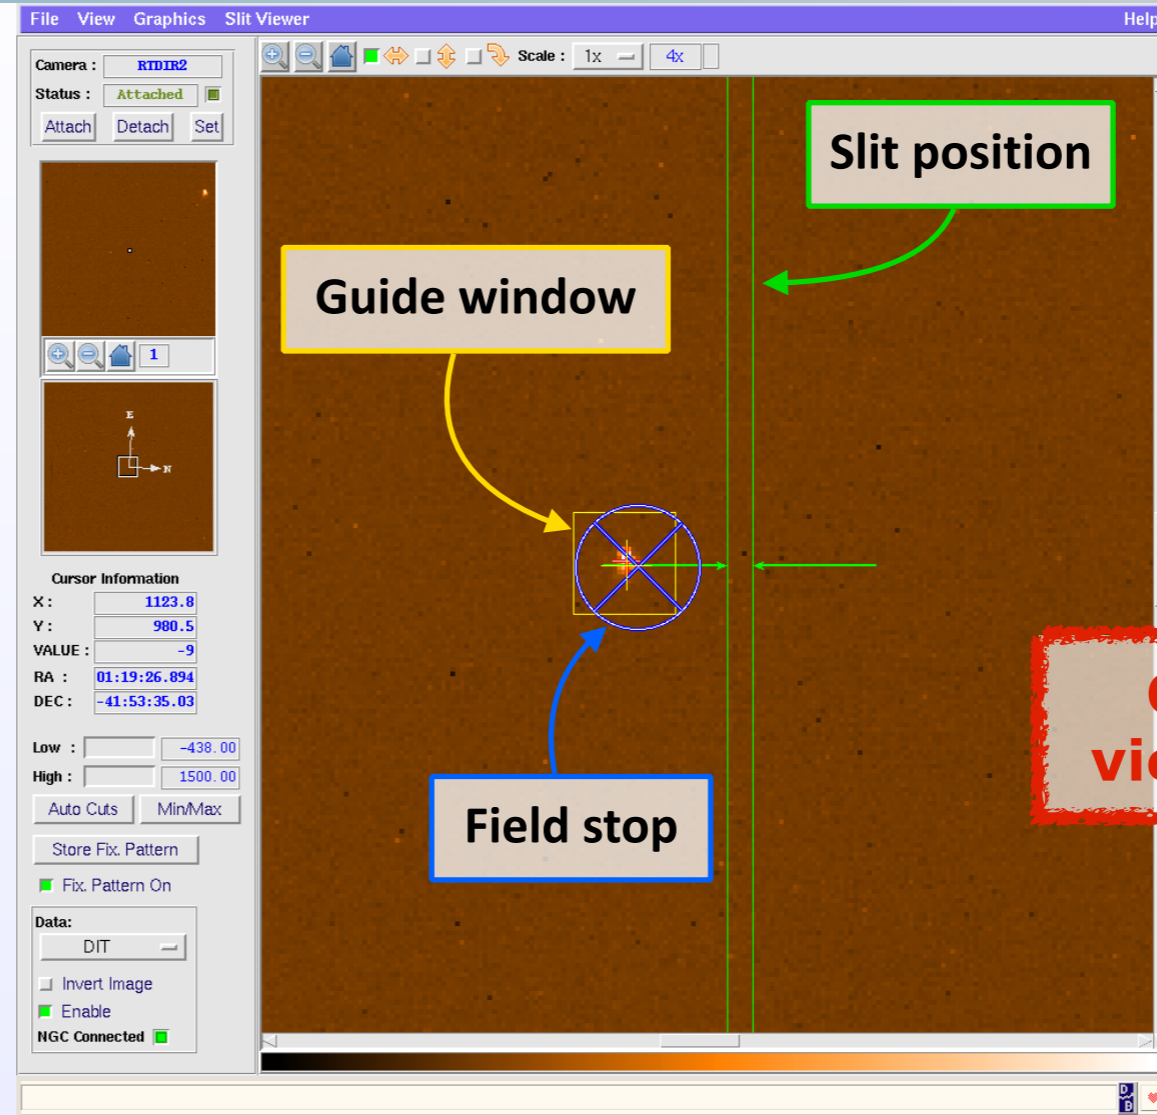 File View Graphics Slit Viewer Help
Camera : RTDIR2
Status : Attached
Attach Detach Set
Scale : 1x 4x
Slit position
Guide window
1
E
N
Cursor Information
X : 1123.8
Y : 980.5
VALUE : -9
RA : 01:19:26.894
DEC : -41:53:35.03
Low : -438.00
High : 1500.00
Auto Cuts Min/Max
Store Fix. Pattern
Fix. Pattern On
Field stop
Data:
DIT
Invert Image
Enable
NGC Connected